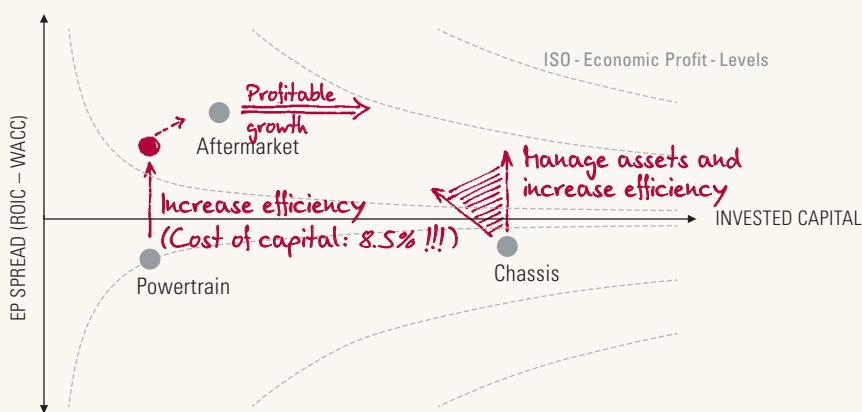 ISO - Economic Profit - Levels
Profitable
growth
Aftermarket
Manage assets and
increase efficiency
Increase efficiency
(Cost of capital: 8.5% !!!)
INVESTED CAPITAL
EP SPREAD (ROIC – WACC)
Powertrain
Chassis